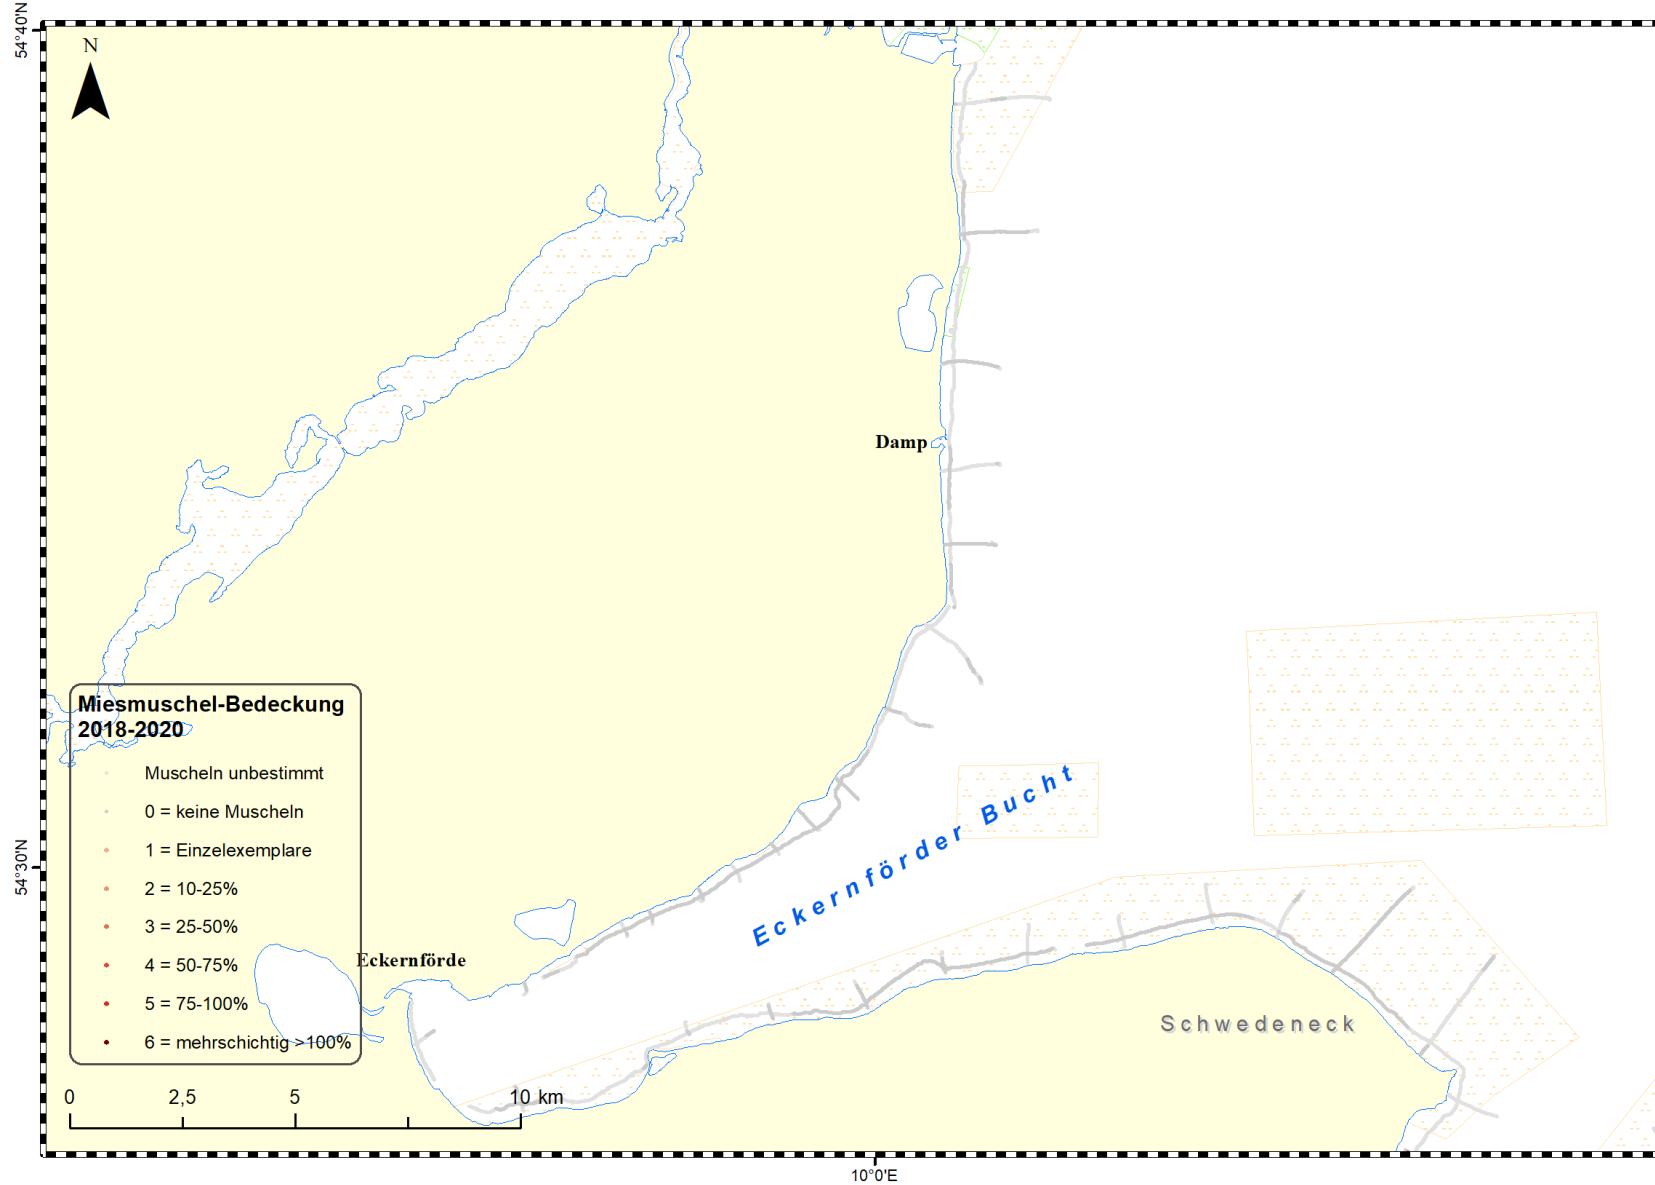 54°40'N
N
Damp
Eckernförder Bucht
54°30'N
Eckernförde
Schwedeneck
Miesmuschel-Bedeckung
2018-2020
Muscheln unbestimmt
0 = keine Muscheln
1 = Einzelexemplare
2 = 10-25%
3 = 25-50%
4 = 50-75%
5 = 75-100%
6 = mehrschichtig >100%
0 2,5 5 10 km
10°0'E